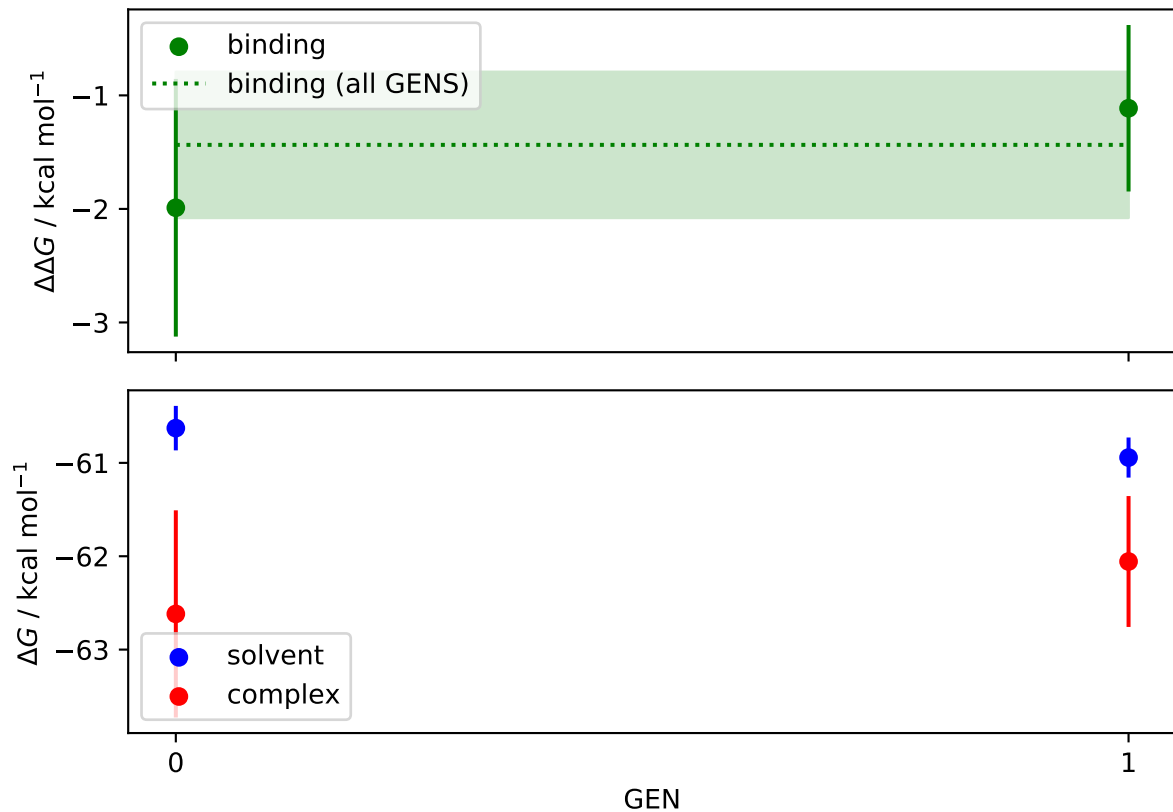 binding
binding (all GENS)
ΔΔG / kcal mol⁻¹
−1
−2
−3
ΔG / kcal mol⁻¹
−61
−62
−63
solvent
complex
0
1
GEN